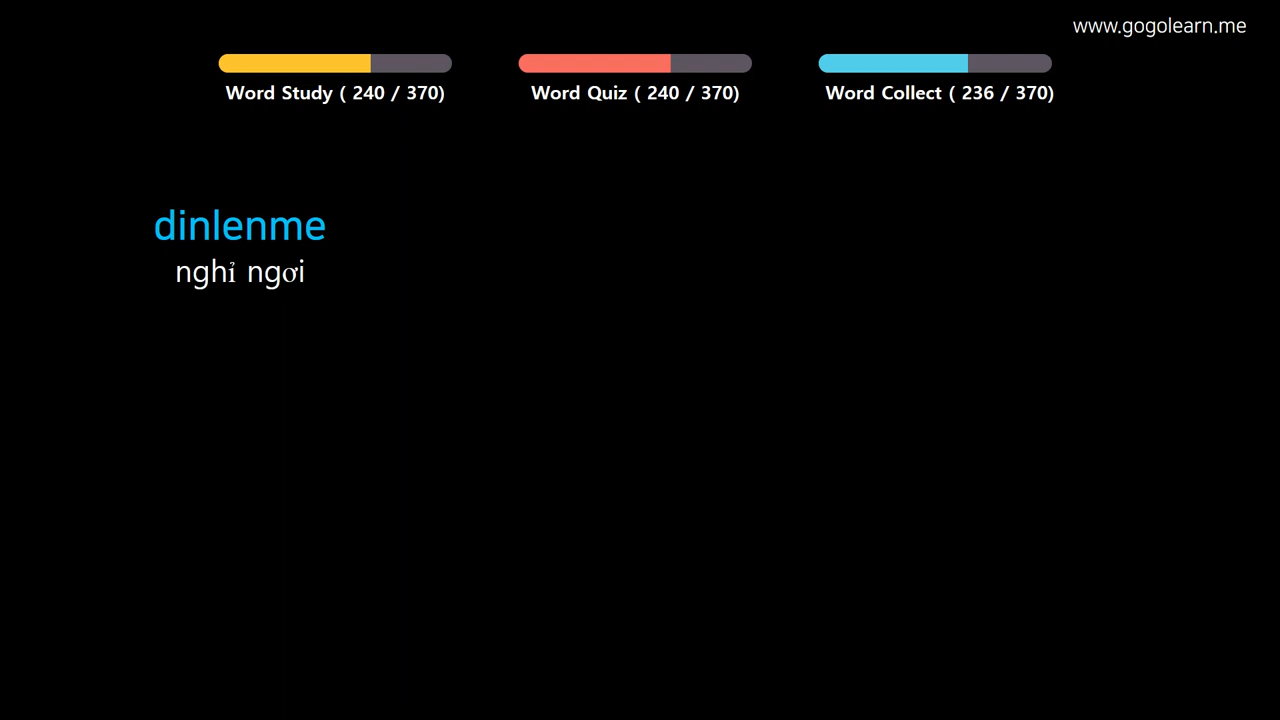 www.gogolearn.me
Word Study ( 240 / 370)
Word Quiz ( 240 / 370)
Word Collect ( 236 / 370)
dinlenme
nghỉ ngơi